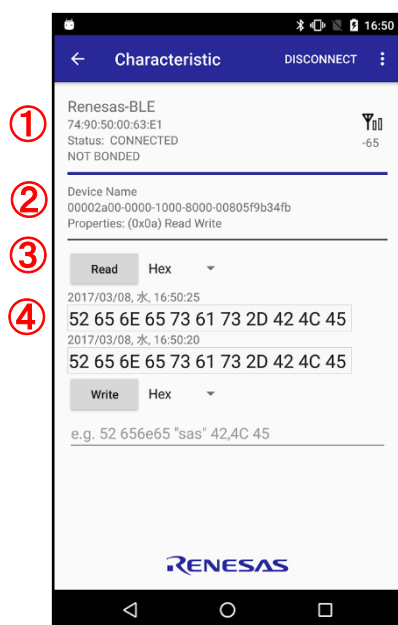 16:50
Characteristic DISCONNECT
① Renesas-BLE
74:90:50:00:63:E1
Status: CONNECTED -65
NOT BONDED
② Device Name
00002a00-0000-1000-8000-00805f9b34fb
Properties: (0x0a) Read Write
③ Read Hex
2017/03/08, 水, 16:50:25
④ 52 65 6E 65 73 61 73 2D 42 4C 45
2017/03/08, 水, 16:50:20
52 65 6E 65 73 61 73 2D 42 4C 45
Write Hex
e.g. 52 656e65 "sas" 42,4C 45
RENESAS